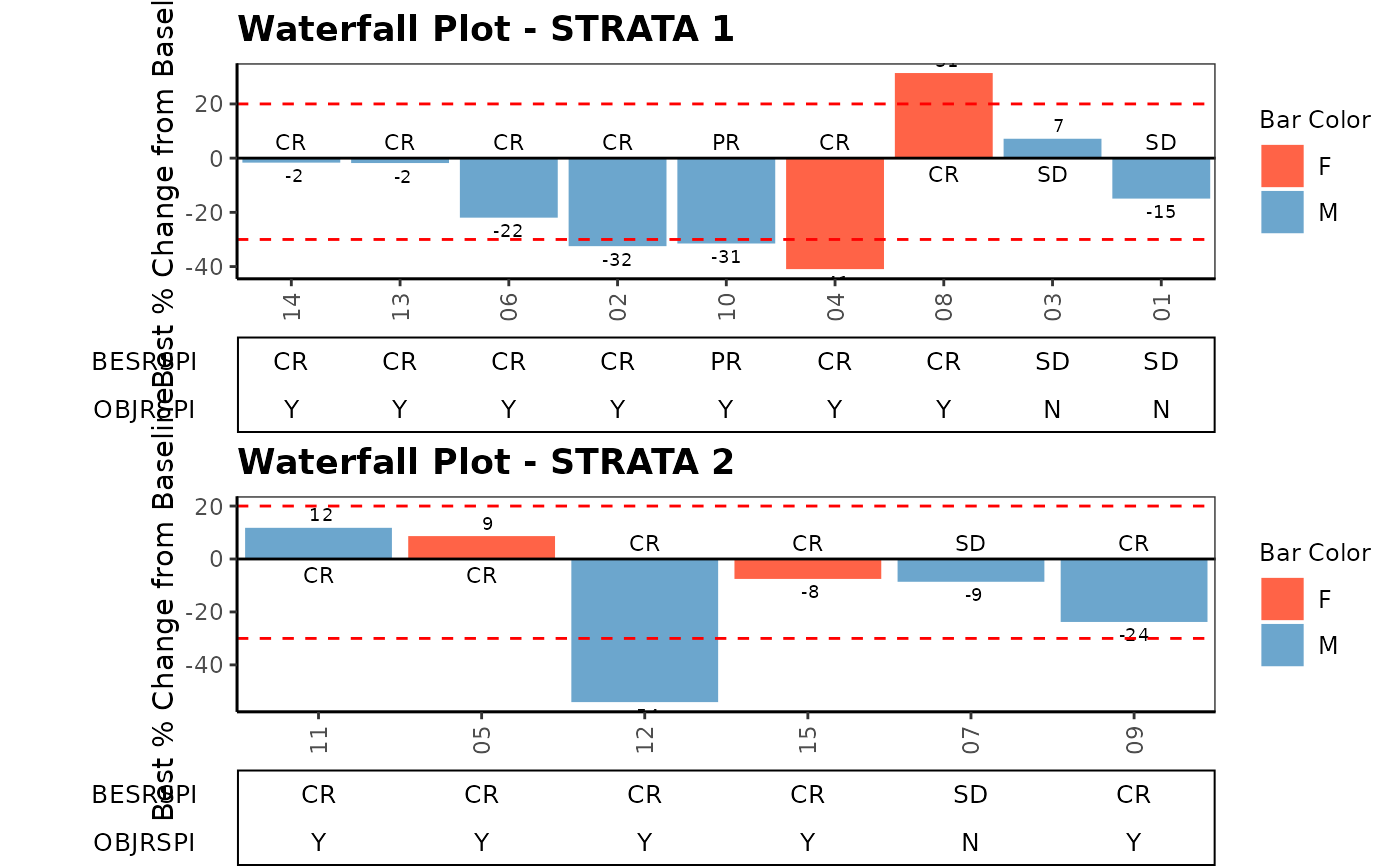 Waterfall Plot - STRATA 1
Best % Change from Baseline
20
0
-20
-40
CR CR CR CR PR CR 7 SD
-2 -2 -22 -32 -31 CR SD -15
14 13 06 02 10 04 08 03 01
BESRSPI CR CR CR CR PR CR CR SD SD
OBJRSPI Y Y Y Y Y Y Y N N
Bar Color
F
M
Waterfall Plot - STRATA 2
Best % Change from Baseline
20
0
-20
-40
12 9 CR CR SD CR
CR CR -8 -9 -24
11 05 12 15 07 09
BESRSPI CR CR CR CR SD CR
OBJRSPI Y Y Y Y N Y
Bar Color
F
M